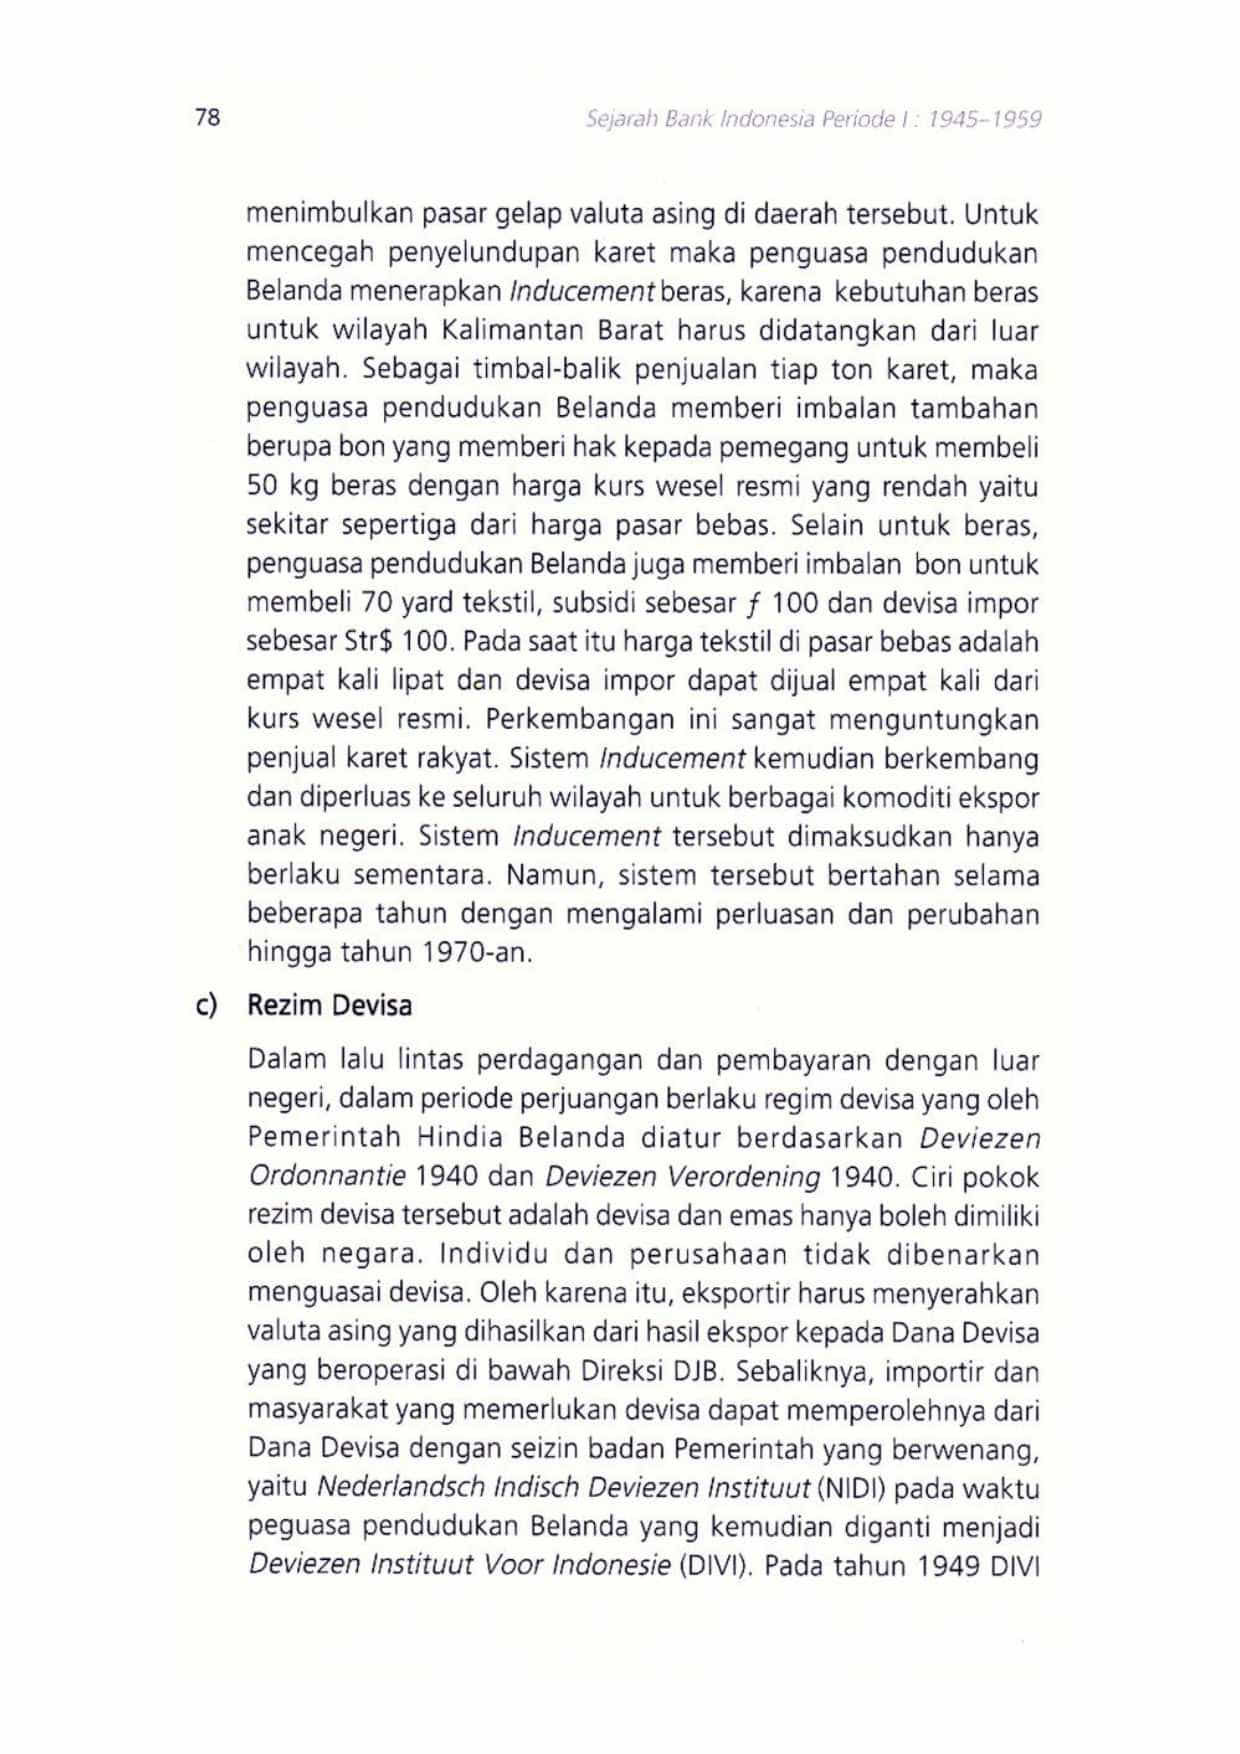 78
Sejarah Bank Indonesia Periode I : 1945–1959
menimbulkan pasar gelap valuta asing di daerah tersebut. Untuk
mencegah penyelundupan karet maka penguasa pendudukan
Belanda menerapkan Inducement beras, karena kebutuhan beras
untuk wilayah Kalimantan Barat harus didatangkan dari luar
wilayah. Sebagai timbal-balik penjualan tiap ton karet, maka
penguasa pendudukan Belanda memberi imbalan tambahan
berupa bon yang memberi hak kepada pemegang untuk membeli
50 kg beras dengan harga kurs wesel resmi yang rendah yaitu
sekitar sepertiga dari harga pasar bebas. Selain untuk beras,
penguasa pendudukan Belanda juga memberi imbalan bon untuk
membeli 70 yard tekstil, subsidi sebesar ƒ 100 dan devisa impor
sebesar Str$ 100. Pada saat itu harga tekstil di pasar bebas adalah
empat kali lipat dan devisa impor dapat dijual empat kali dari
kurs wesel resmi. Perkembangan ini sangat menguntungkan
penjual karet rakyat. Sistem Inducement kemudian berkembang
dan diperluas ke seluruh wilayah untuk berbagai komoditi ekspor
anak negeri. Sistem Inducement tersebut dimaksudkan hanya
berlaku sementara. Namun, sistem tersebut bertahan selama
beberapa tahun dengan mengalami perluasan dan perubahan
hingga tahun 1970-an.
c) Rezim Devisa
Dalam lalu lintas perdagangan dan pembayaran dengan luar
negeri, dalam periode perjuangan berlaku regim devisa yang oleh
Pemerintah Hindia Belanda diatur berdasarkan Deviezen
Ordonnantie 1940 dan Deviezen Verordening 1940. Ciri pokok
rezim devisa tersebut adalah devisa dan emas hanya boleh dimiliki
oleh negara. Individu dan perusahaan tidak dibenarkan
menguasai devisa. Oleh karena itu, eksportir harus menyerahkan
valuta asing yang dihasilkan dari hasil ekspor kepada Dana Devisa
yang beroperasi di bawah Direksi DJB. Sebaliknya, importir dan
masyarakat yang memerlukan devisa dapat memperolehnya dari
Dana Devisa dengan seizin badan Pemerintah yang berwenang,
yaitu Nederlandsch Indisch Deviezen Instituut (NIDI) pada waktu
peguasa pendudukan Belanda yang kemudian diganti menjadi
Deviezen Instituut Voor Indonesie (DIVI). Pada tahun 1949 DIVI